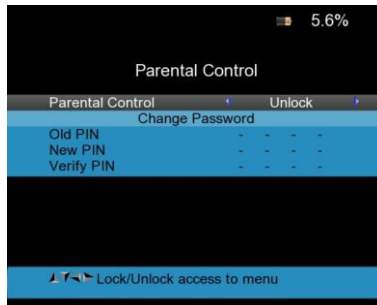 5.6%
Parental Control
Parental Control Unlock
Change Password
Old PIN - - - -
New PIN - - - -
Verify PIN - - - -
Lock/Unlock access to menu